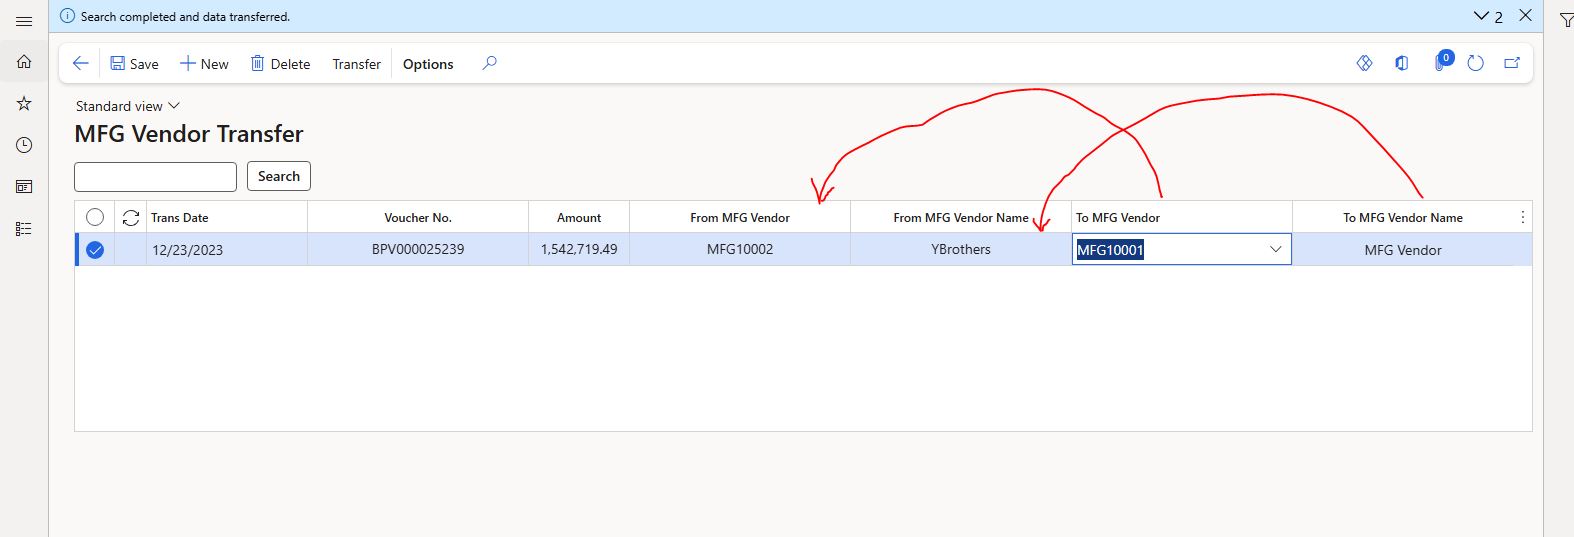 Search completed and data transferred.
2
Save New Delete Transfer Options
0
Standard view
MFG Vendor Transfer
Search
Trans Date Voucher No. Amount From MFG Vendor From MFG Vendor Name To MFG Vendor To MFG Vendor Name
12/23/2023 BPV000025239 1,542,719.49 MFG10002 YBrothers MFG10001 MFG Vendor